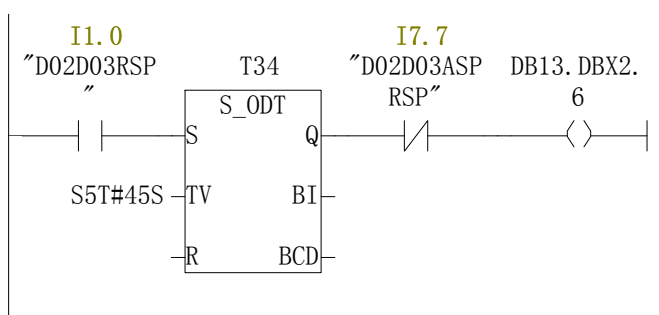 I1.0
I7.7
"D02D03RSP
"
T34
"D02D03ASP
RSP"
DB13.DBX2.
6
S_ODT
S
Q
S5T#45S
TV
BI
R
BCD